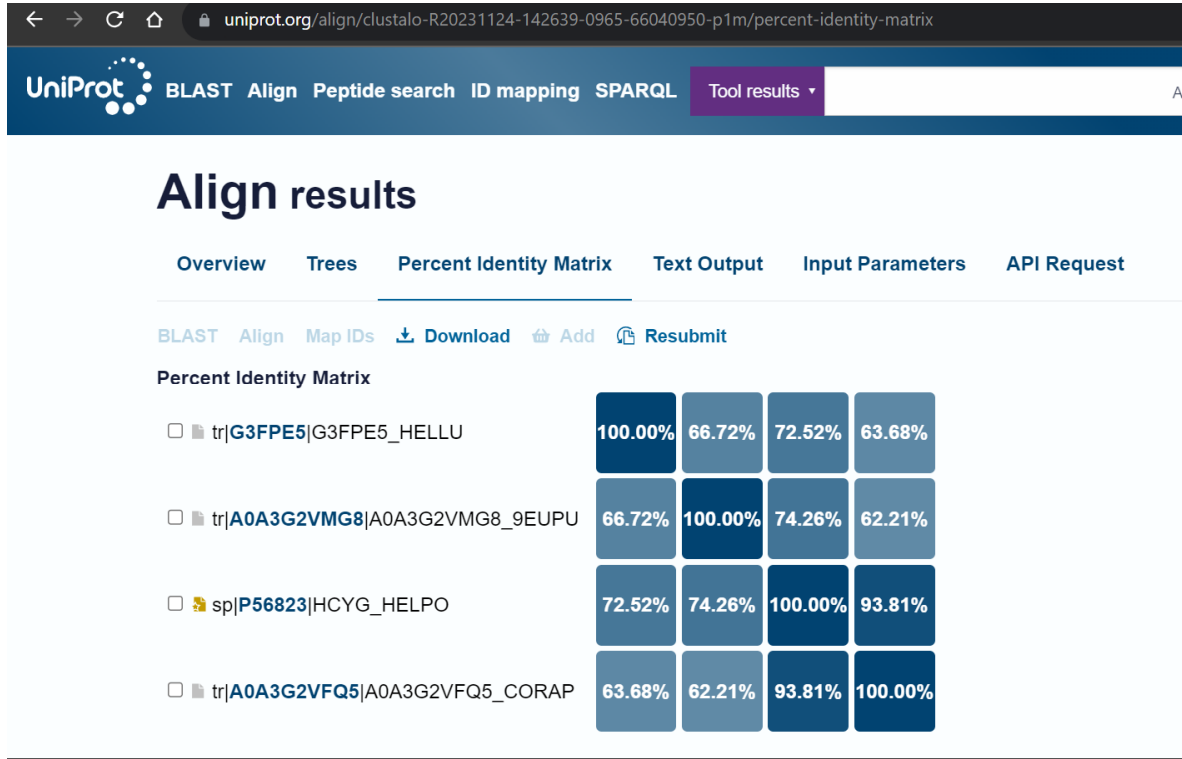 uniprot.org/align/clustalo-R20231124-142639-0965-66040950-p1m/percent-identity-matrix
UniProt BLAST Align Peptide search ID mapping SPARQL Tool results A
Align results
Overview Trees Percent Identity Matrix Text Output Input Parameters API Request
BLAST Align Map IDs Download Add Resubmit
Percent Identity Matrix
tr|G3FPE5|G3FPE5_HELLU 100.00% 66.72% 72.52% 63.68%
tr|A0A3G2VMG8|A0A3G2VMG8_9EUPU 66.72% 100.00% 74.26% 62.21%
sp|P56823|HCYG_HELPO 72.52% 74.26% 100.00% 93.81%
tr|A0A3G2VFQ5|A0A3G2VFQ5_CORAP 63.68% 62.21% 93.81% 100.00%